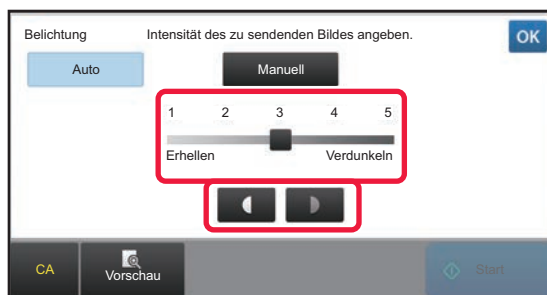 Belichtung Intensität des zu sendenden Bildes angeben. OK
Auto Manuell
1 2 3 4 5
Erhellen Verdunkeln
CA Vorschau Start